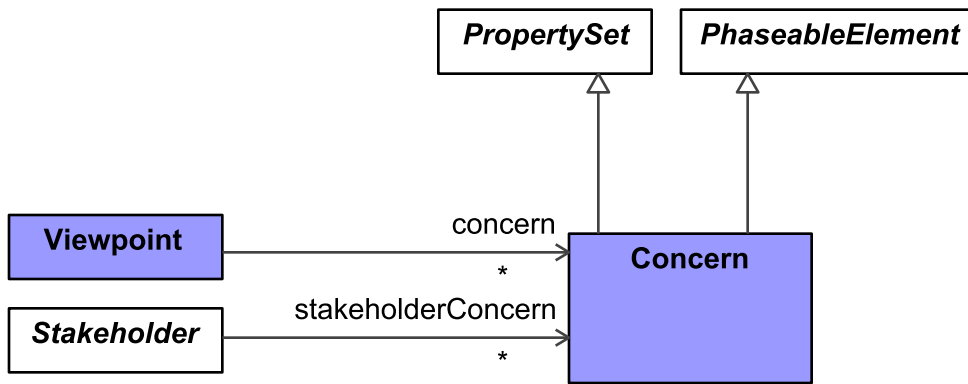 PropertySet
PhaseableElement
Viewpoint
concern
*
Concern
Stakeholder
stakeholderConcern
*